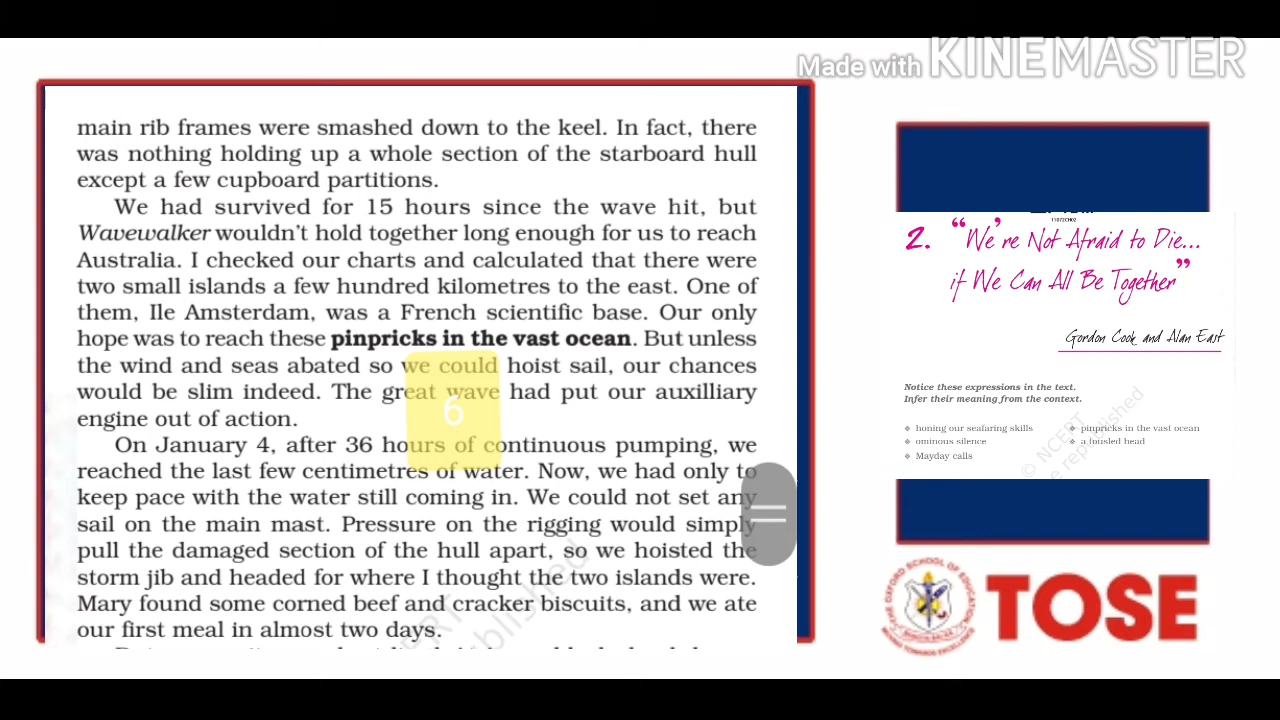 Made with KINEMASTER
main rib frames were smashed down to the keel. In fact, there
was nothing holding up a whole section of the starboard hull
except a few cupboard partitions.
We had survived for 15 hours since the wave hit, but
Wavewalker wouldn't hold together long enough for us to reach
Australia. I checked our charts and calculated that there were
two small islands a few hundred kilometres to the east. One of
them, Ile Amsterdam, was a French scientific base. Our only
hope was to reach these pinpricks in the vast ocean. But unless
the wind and seas abated so we could hoist sail, our chances
would be slim indeed. The great wave had put our auxilliary
engine out of action.
6
On January 4, after 36 hours of continuous pumping, we
reached the last few centimetres of water. Now, we had only to
keep pace with the water still coming in. We could not set any
sail on the main mast. Pressure on the rigging would simply
pull the damaged section of the hull apart, so we hoisted the
storm jib and headed for where I thought the two islands were.
Mary found some corned beef and cracker biscuits, and we ate
our first meal in almost two days.
11072CH02
2. "We're Not Afraid to Die...
if We Can All Be Together"
Gordon Cook and Alan East
Notice these expressions in the text.
Infer their meaning from the context.
❖ honing our seafaring skills
❖ ominous silence
❖ Mayday calls
❖ pinpricks in the vast ocean
❖ a tousled head
© NCERT
republished
THE OXFORD SCHOOL OF EDUCATION
TOSE